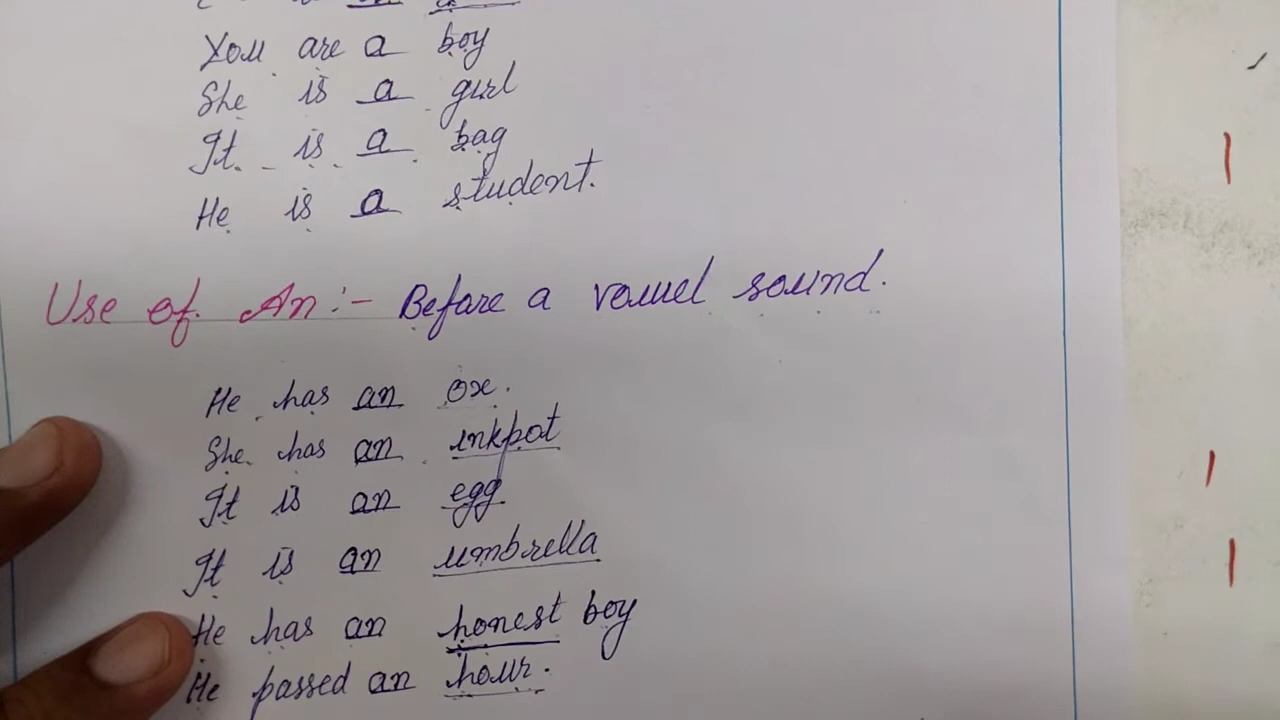 You are a boy
She is a girl
It is a bag
He is a student.
Use of An :- Before a vowel sound.
He has an ox.
She has an inkpot
It is an egg
It is an umbrella
He has an honest boy
He passed an hour.